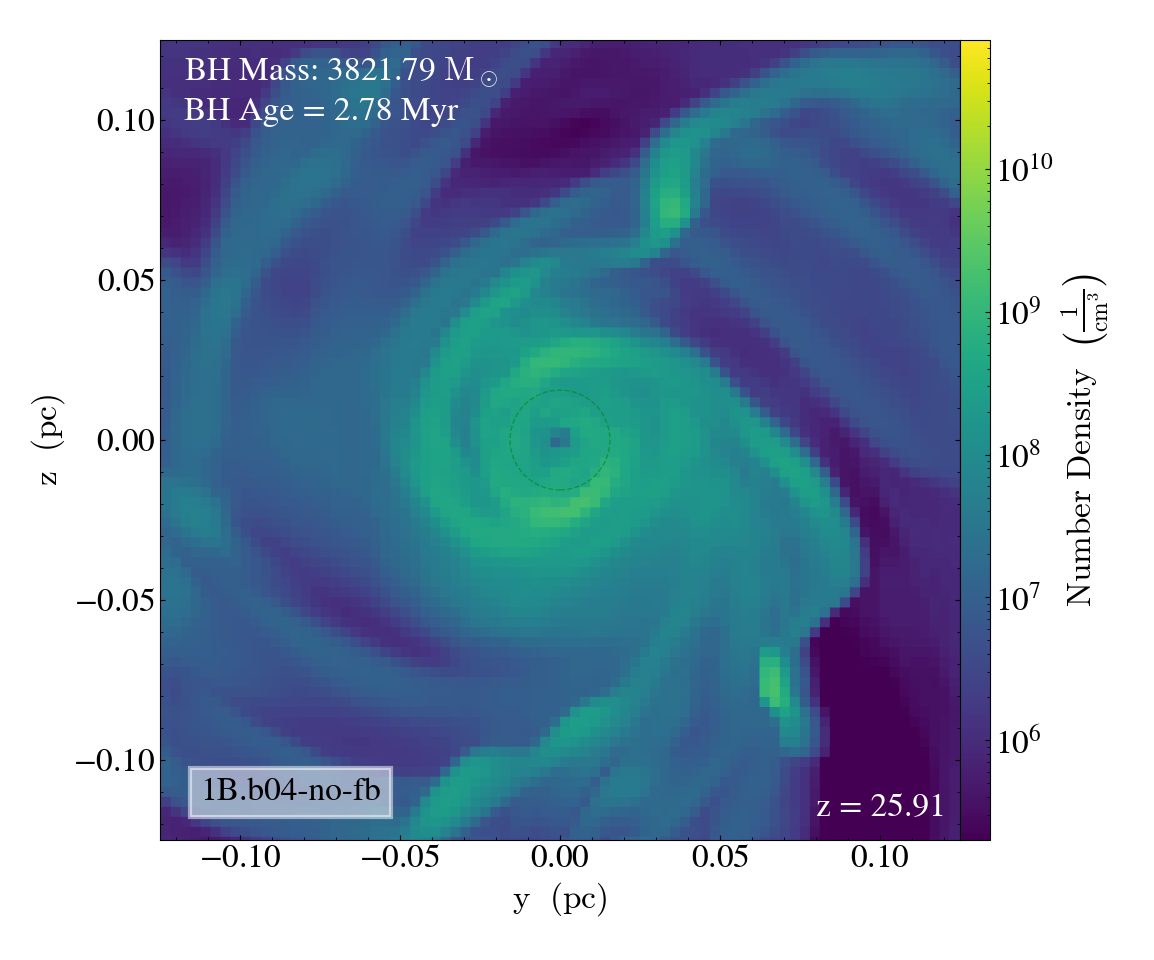 BH Mass: 3821.79 M⊙
BH Age = 2.78 Myr
0.10
0.05
0.00
−0.05
−0.10
z (pc)
1B.b04-no-fb
z = 25.91
−0.10 −0.05 0.00 0.05 0.10
y (pc)
10¹⁰
10⁹
10⁸
10⁷
10⁶
Number Density (1/cm³)